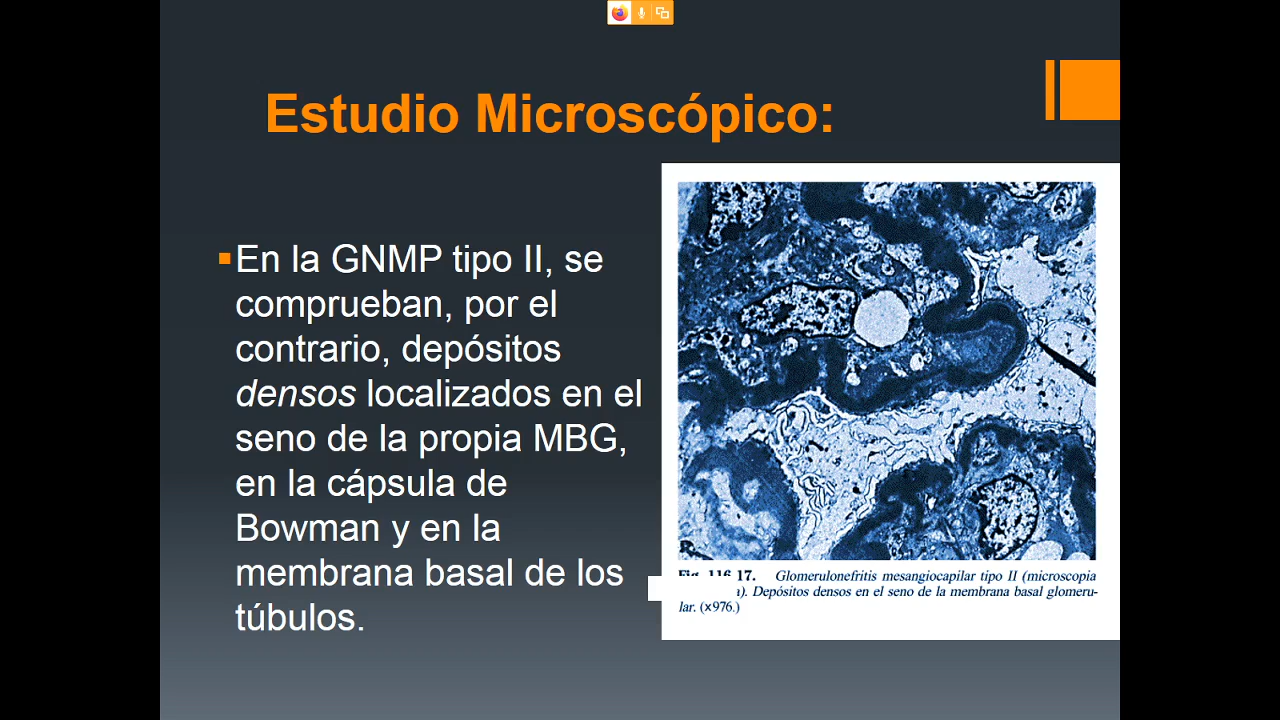 Estudio Microscópico:
▪En la GNMP tipo II, se
comprueban, por el
contrario, depósitos
densos localizados en el
seno de la propia MBG,
en la cápsula de
Bowman y en la
membrana basal de los
túbulos.
Fig. 116.17. Glomerulonefritis mesangiocapilar tipo II (microscopia
a). Depósitos densos en el seno de la membrana basal glomeru-
lar. (×976.)